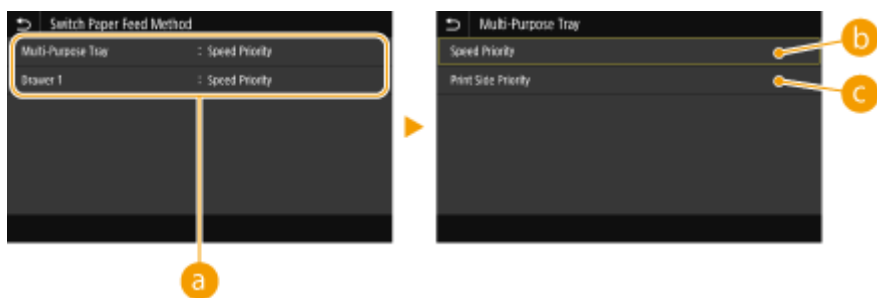 Switch Paper Feed Method
Multi-Purpose Tray : Speed Priority
Drawer 1 : Speed Priority
a
Multi-Purpose Tray
Speed Priority
b
Print Side Priority
c